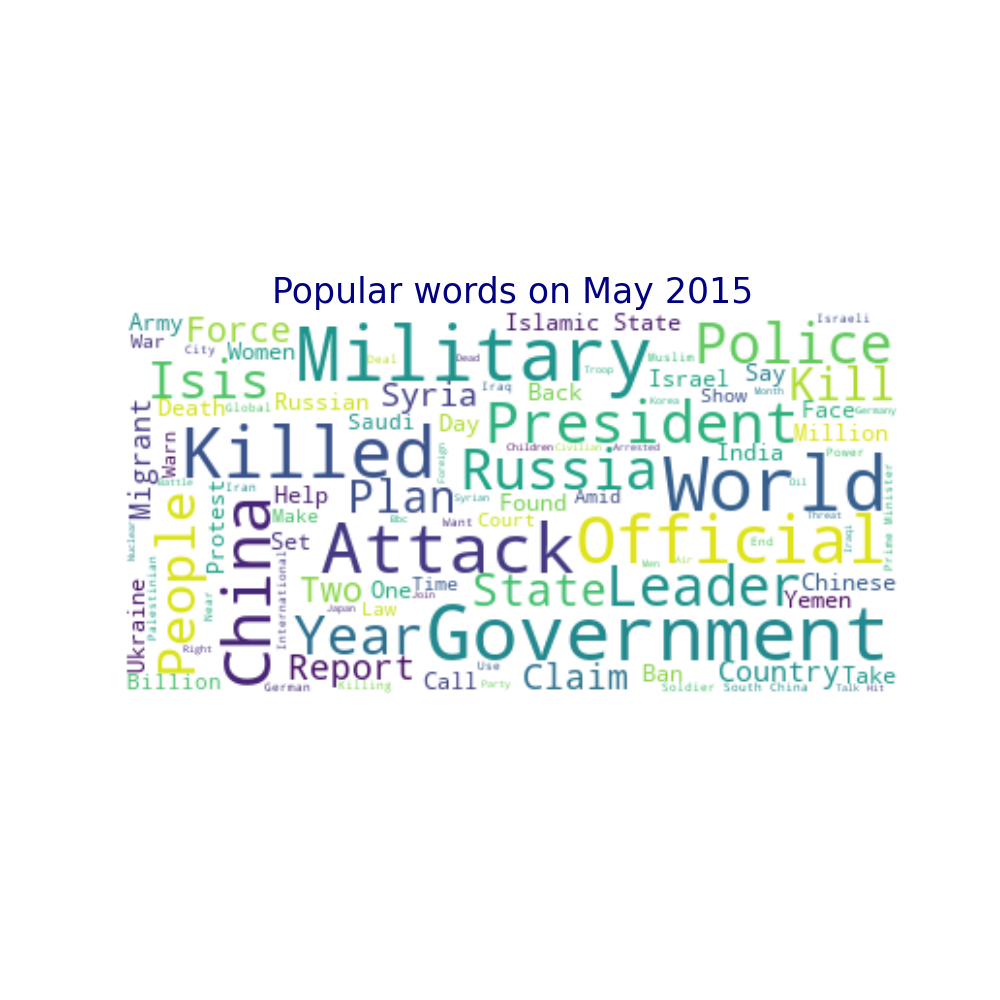 Popular words on May 2015
Army
Force
Military
Islamic State
Police
Israeli
War
City
Women
Deal
Dead
Troop
Muslim
Isis
Syria
Iraq
Back
Israel
Say
Kill
Death
Global
Russian
Korea
Show
Month
Saudi
Day
President
Face
Germany
Million
Migrant
Warn
Killed
Foreign
Children
Civilian
Arrested
India
Power
Russia
World
Battle
Iran
Help
Plan
Syrian
Found
Amid
Oil
Prime Minister
People
Protest
China
Make
Bbc
Want
Court
Threat
Nuclear
Set
Attack
Official
End
Iraqi
Palestinian
International
Men
Air
Ukraine
Near
Two
One
Time
Join
State
Leader
Chinese
Yemen
Japan
Law
Year
Government
Right
Report
Use
Claim
Ban
Country
Take
Billion
German
Killing
Call
Party
Soldier
South China
Talk
Hit